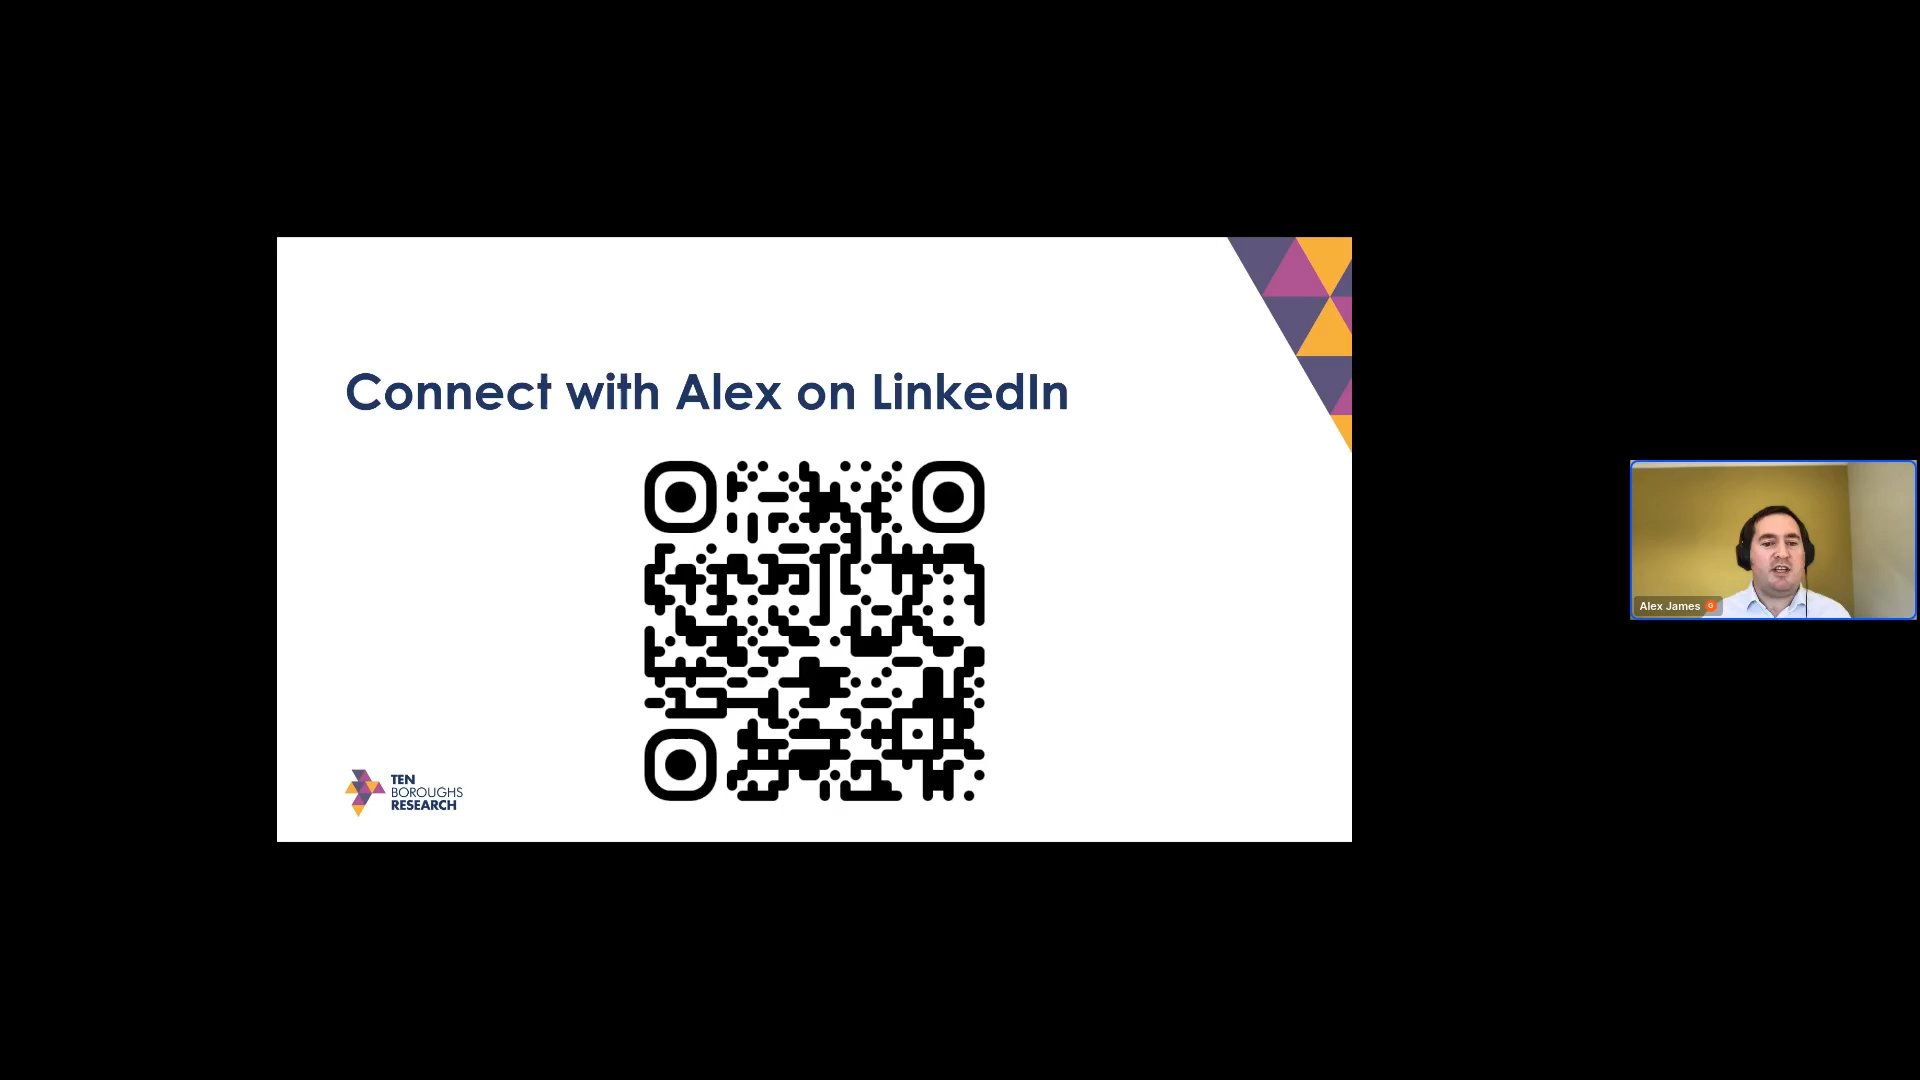 Connect with Alex on LinkedIn
TEN
BOROUGHS
RESEARCH
Alex James